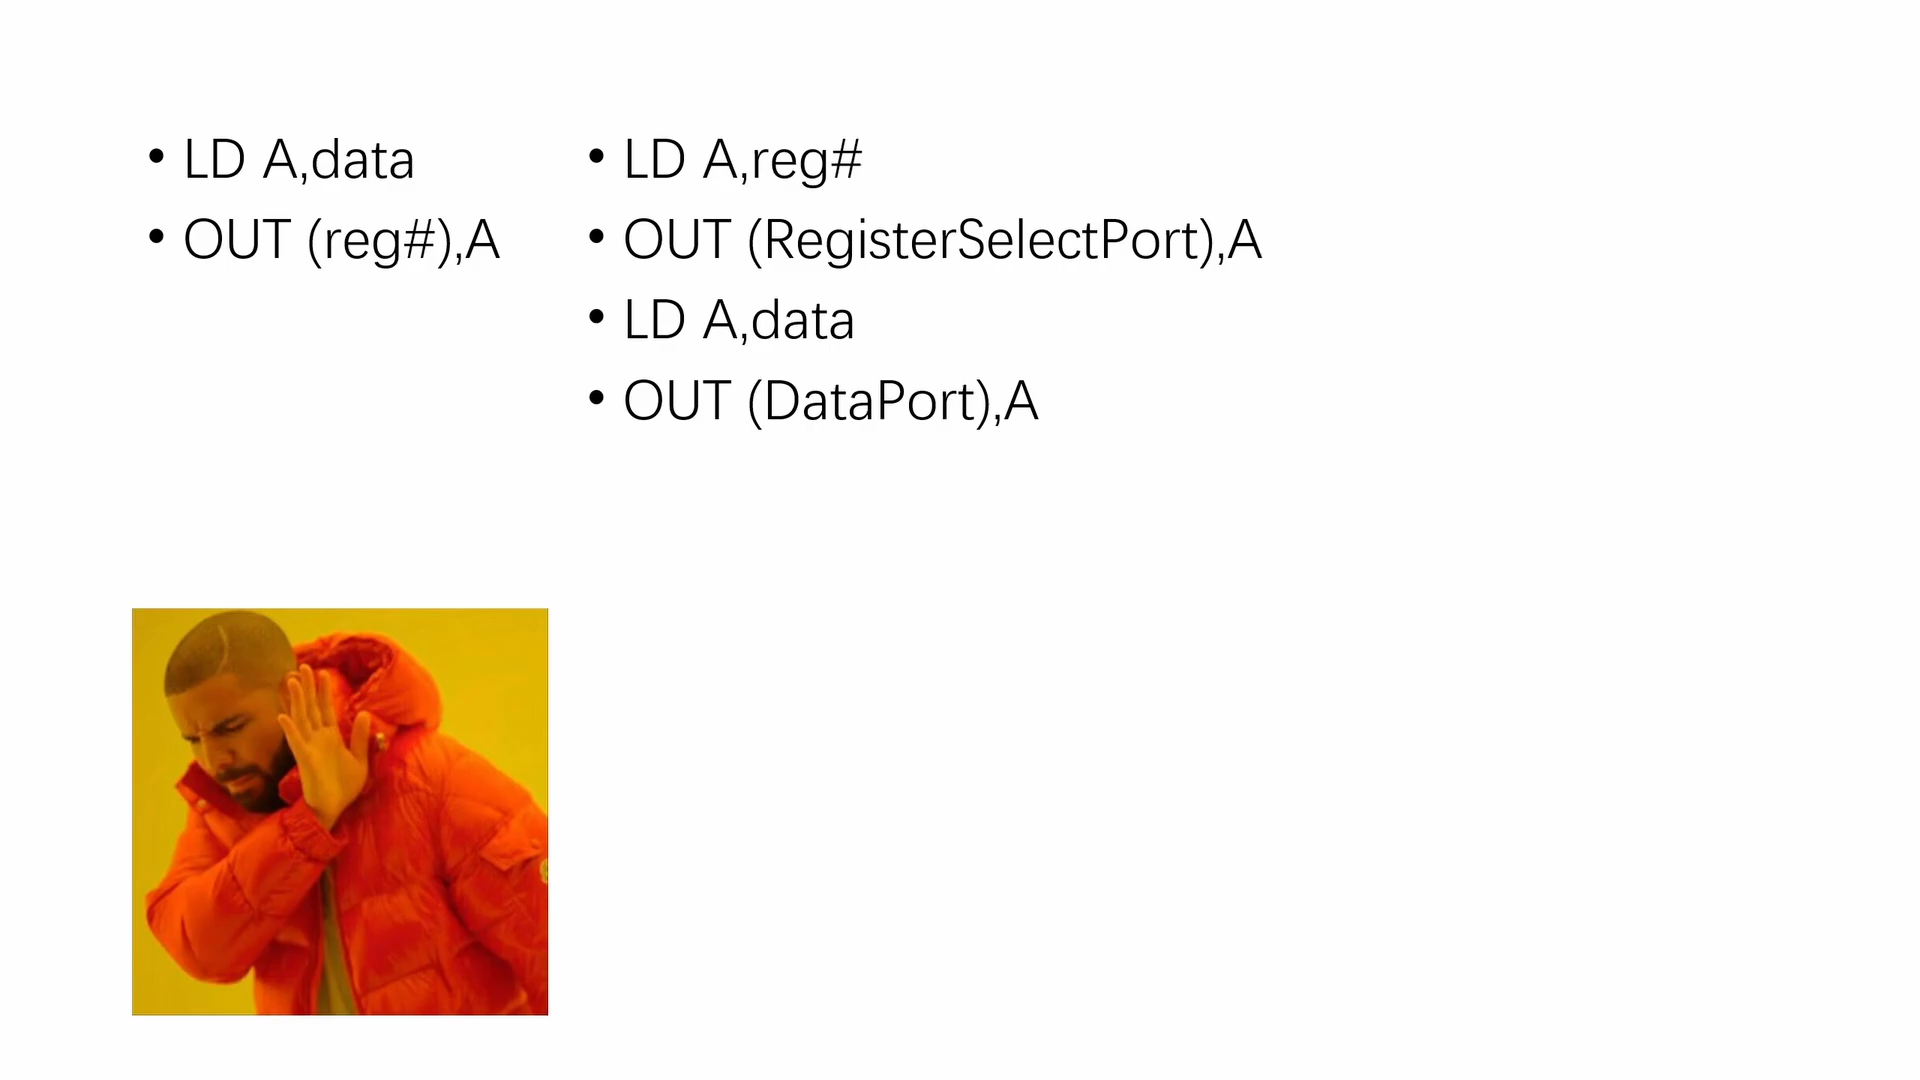 • LD A,data
• OUT (reg#),A
• LD A,reg#
• OUT (RegisterSelectPort),A
• LD A,data
• OUT (DataPort),A